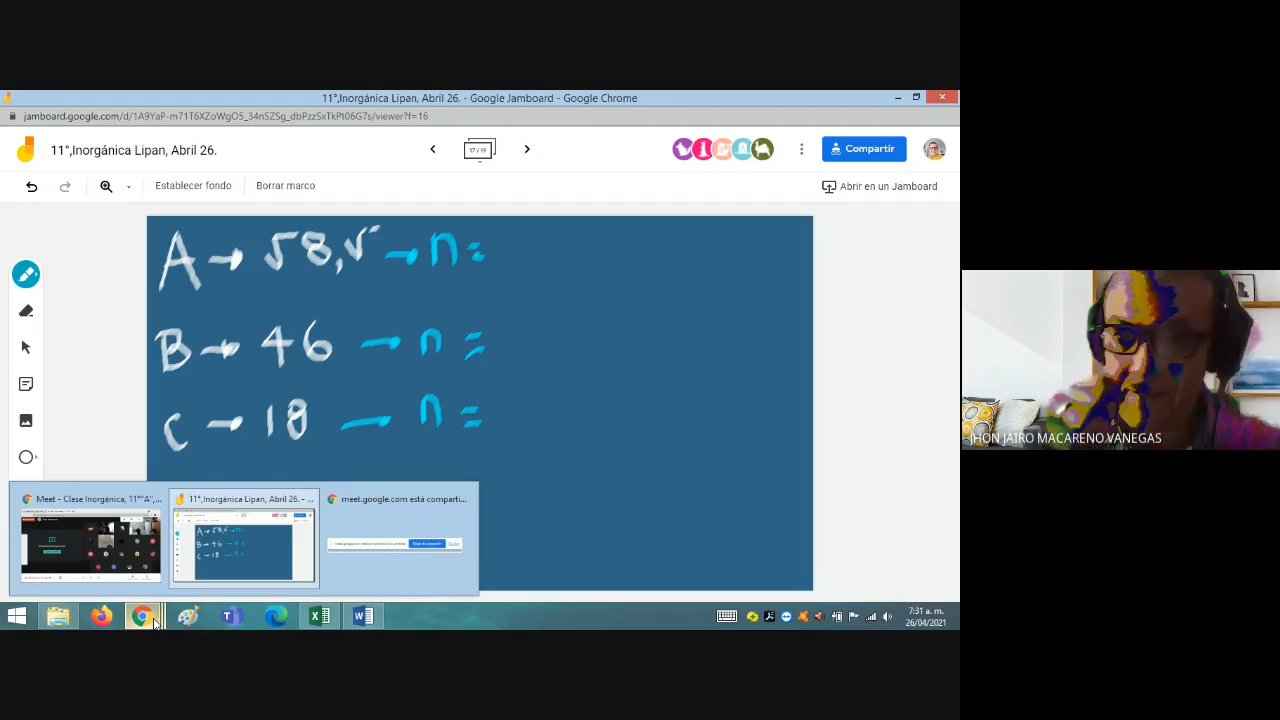 11°,Inorgánica Lipan, Abril 26. - Google Jamboard - Google Chrome
jamboard.google.com/d/1A9YaP-m71T6XZoWgO5_34nSZSg_dbPzzSxTkPt06G7s/viewer?f=16
11°,Inorgánica Lipan, Abril 26.
17 / 19
Compartir
Establecer fondo
Borrar marco
Abrir en un Jamboard
A → 58,5 → n =
B → 46 → n =
C → 18 → n =
Meet - Clase Inorgánica, 11°"A",...
11°,Inorgánica Lipan, Abril 26. - ...
meet.google.com está comparti...
JHON JAIRO MACARENO VANEGAS
7:31 a. m.
26/04/2021